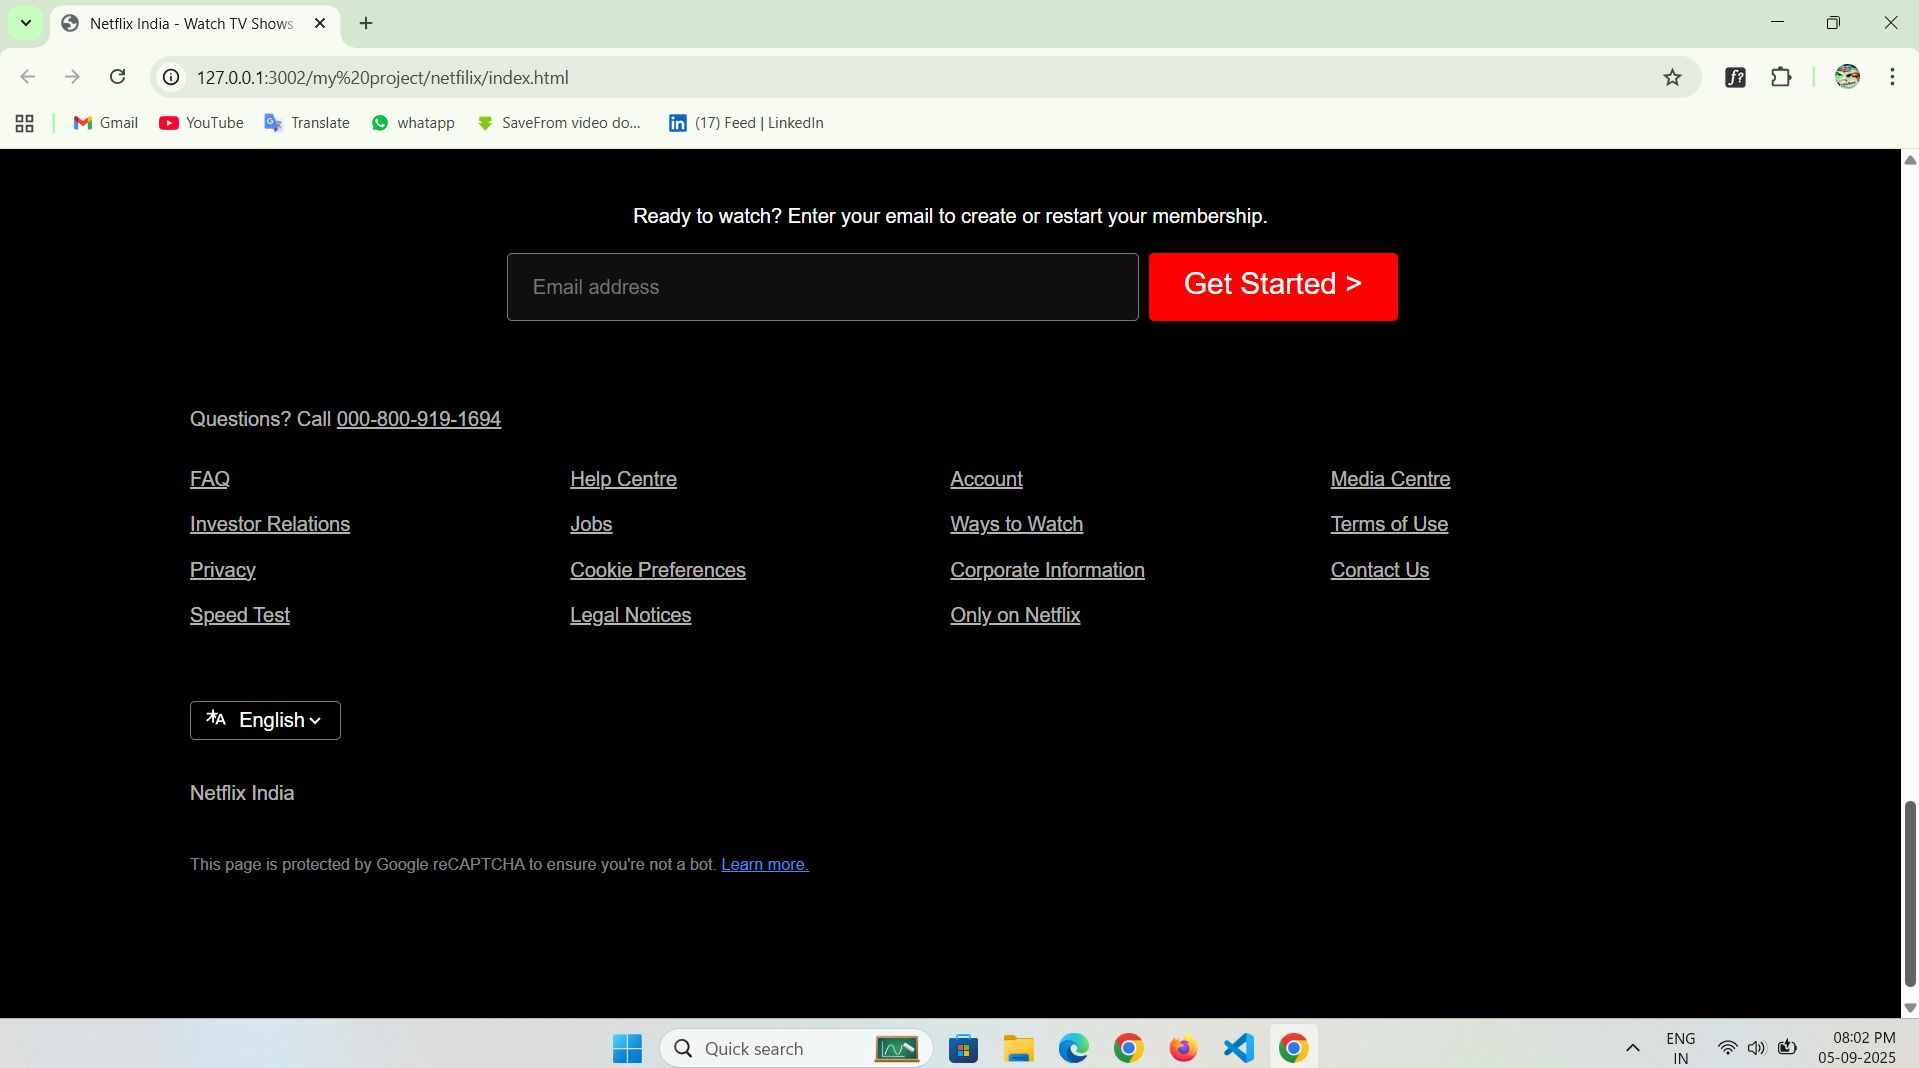 Netflix India - Watch TV Shows
127.0.0.1:3002/my%20project/netfilix/index.html
Gmail
YouTube
Translate
whatapp
SaveFrom video do...
(17) Feed | LinkedIn
Ready to watch? Enter your email to create or restart your membership.
Email address
Get Started >
Questions? Call 000-800-919-1694
FAQ Help Centre Account Media Centre
Investor Relations Jobs Ways to Watch Terms of Use
Privacy Cookie Preferences Corporate Information Contact Us
Speed Test Legal Notices Only on Netflix
English
Netflix India
This page is protected by Google reCAPTCHA to ensure you're not a bot. Learn more.
Quick search
ENG
IN
08:02 PM
05-09-2025